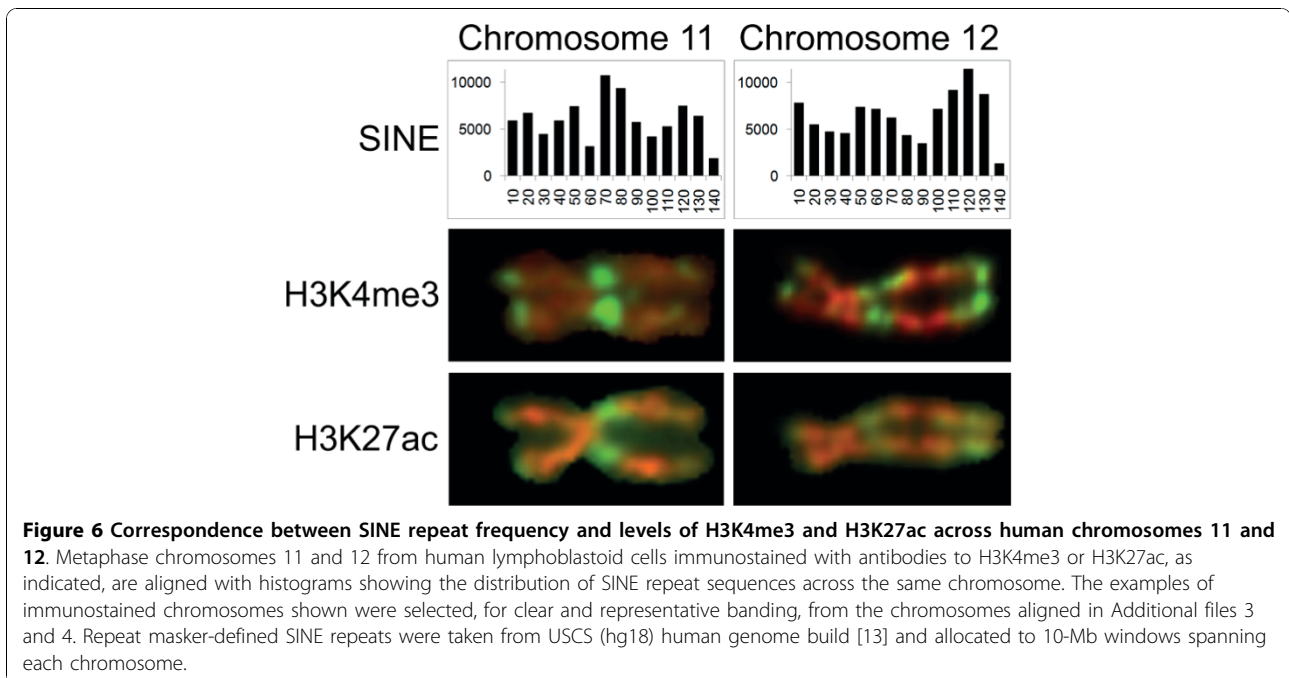 Chromosome 11 Chromosome 12
SINE
10000
5000
0
10 20 30 40 50 60 70 80 90 100 110 120 130 140
10000
5000
0
10 20 30 40 50 60 70 80 90 100 110 120 130 140
H3K4me3
H3K27ac
Figure 6 Correspondence between SINE repeat frequency and levels of H3K4me3 and H3K27ac across human chromosomes 11 and
12. Metaphase chromosomes 11 and 12 from human lymphoblastoid cells immunostained with antibodies to H3K4me3 or H3K27ac, as
indicated, are aligned with histograms showing the distribution of SINE repeat sequences across the same chromosome. The examples of
immunostained chromosomes shown were selected, for clear and representative banding, from the chromosomes aligned in Additional files 3
and 4. Repeat masker-defined SINE repeats were taken from USCS (hg18) human genome build [13] and allocated to 10-Mb windows spanning
each chromosome.